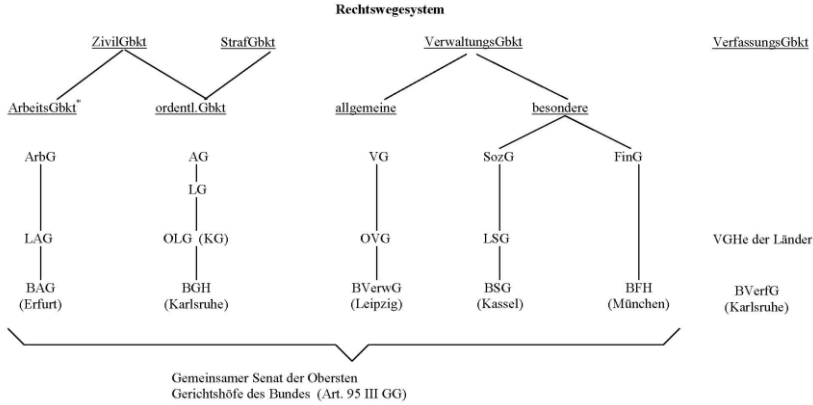 Rechtswegesystem
ZivilGbkt StrafGbkt VerwaltungsGbkt VerfassungsGbkt
ArbeitsGbkt* ordentl.Gbkt allgemeine besondere
ArbG AG VG SozG FinG
LG
LAG OLG (KG) OVG LSG VGHe der Länder
BAG BGH BVerwG BSG BFH BVerfG
(Erfurt) (Karlsruhe) (Leipzig) (Kassel) (München) (Karlsruhe)
Gemeinsamer Senat der Obersten
Gerichtshöfe des Bundes (Art. 95 III GG)